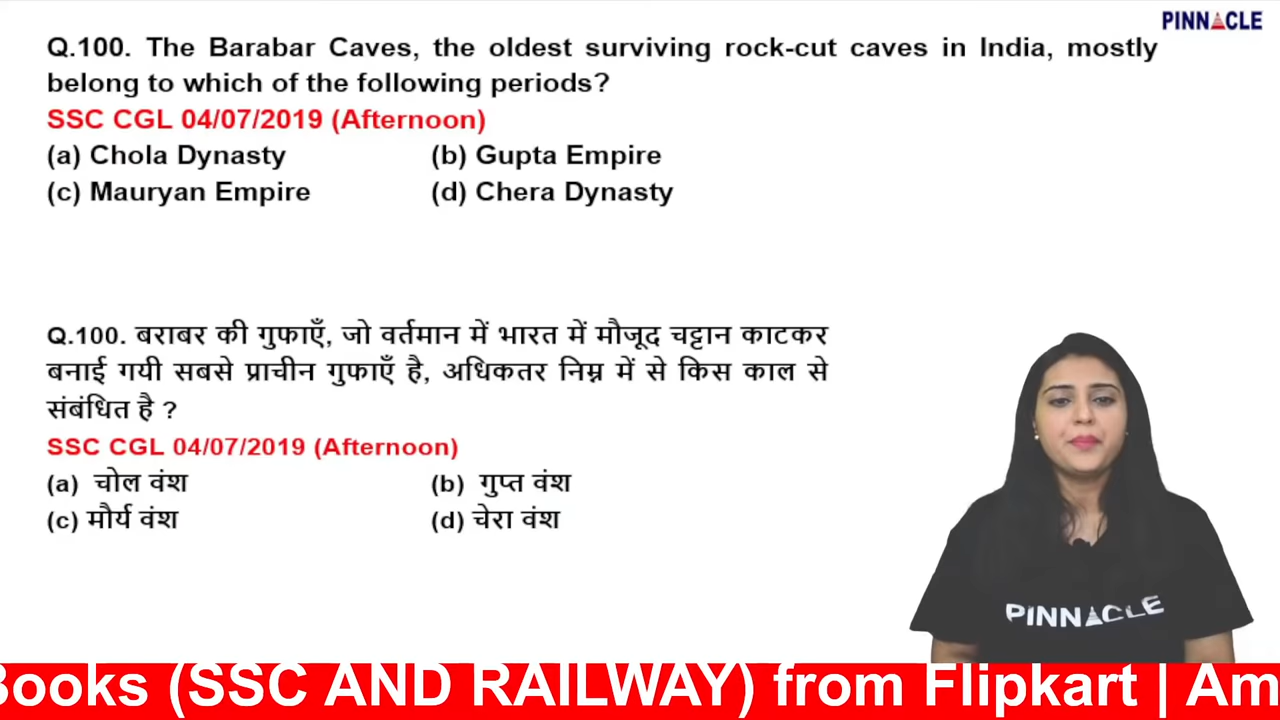 PINNACLE
Q.100. The Barabar Caves, the oldest surviving rock-cut caves in India, mostly
belong to which of the following periods?
SSC CGL 04/07/2019 (Afternoon)
(a) Chola Dynasty (b) Gupta Empire
(c) Mauryan Empire (d) Chera Dynasty
Q.100. बराबर की गुफाएँ, जो वर्तमान में भारत में मौजूद चट्टान काटकर
बनाई गयी सबसे प्राचीन गुफाएँ है, अधिकतर निम्न में से किस काल से
संबंधित है ?
SSC CGL 04/07/2019 (Afternoon)
(a) चोल वंश (b) गुप्त वंश
(c) मौर्य वंश (d) चेरा वंश
PINNACLE
Books (SSC AND RAILWAY) from Flipkart | Am